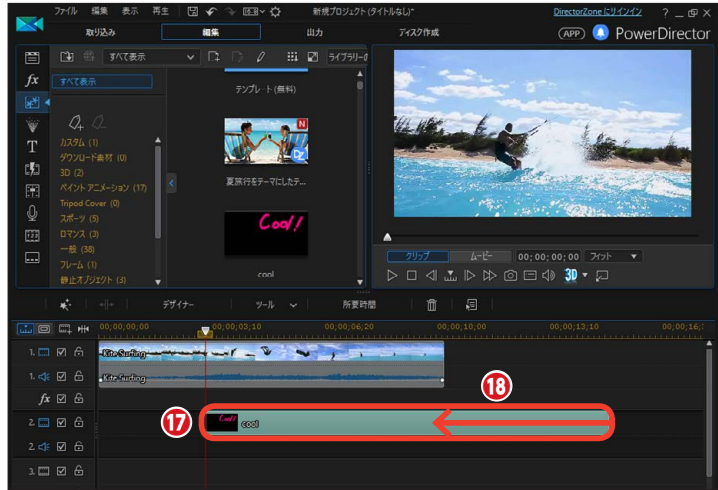 ファイル 編集 表示 再生 新規プロジェクト (タイトルなし)* DirectorZone にサインイン ? _ ×
取り込み 編集 出力 ディスク作成 (APP) PowerDirector
すべて表示 ライブラリーの
fx すべて表示
テンプレート (無料)
N
DZ
T カスタム (1)
ダウンロード素材 (0)
3D (2)
ペイント アニメーション (17) 夏旅行をテーマにしたテ...
Tripod Cover (0)
スポーツ (5)
ロマンス (3) Cool!
一般 (38)
フレーム (1)
静止オブジェクト (3) cool
クリップ ムービー 00;00;00;00 フィット
3D
デザイナー ツール 所要時間
00;00;00;00 00;00;03;10 00;00;06;20 00;00;10;00 00;00;13;10 00;00;16;
1. Kite Surfing
1. Kite Surfing
fx
⑱
2. ⑰ Cool! cool
2.
3.